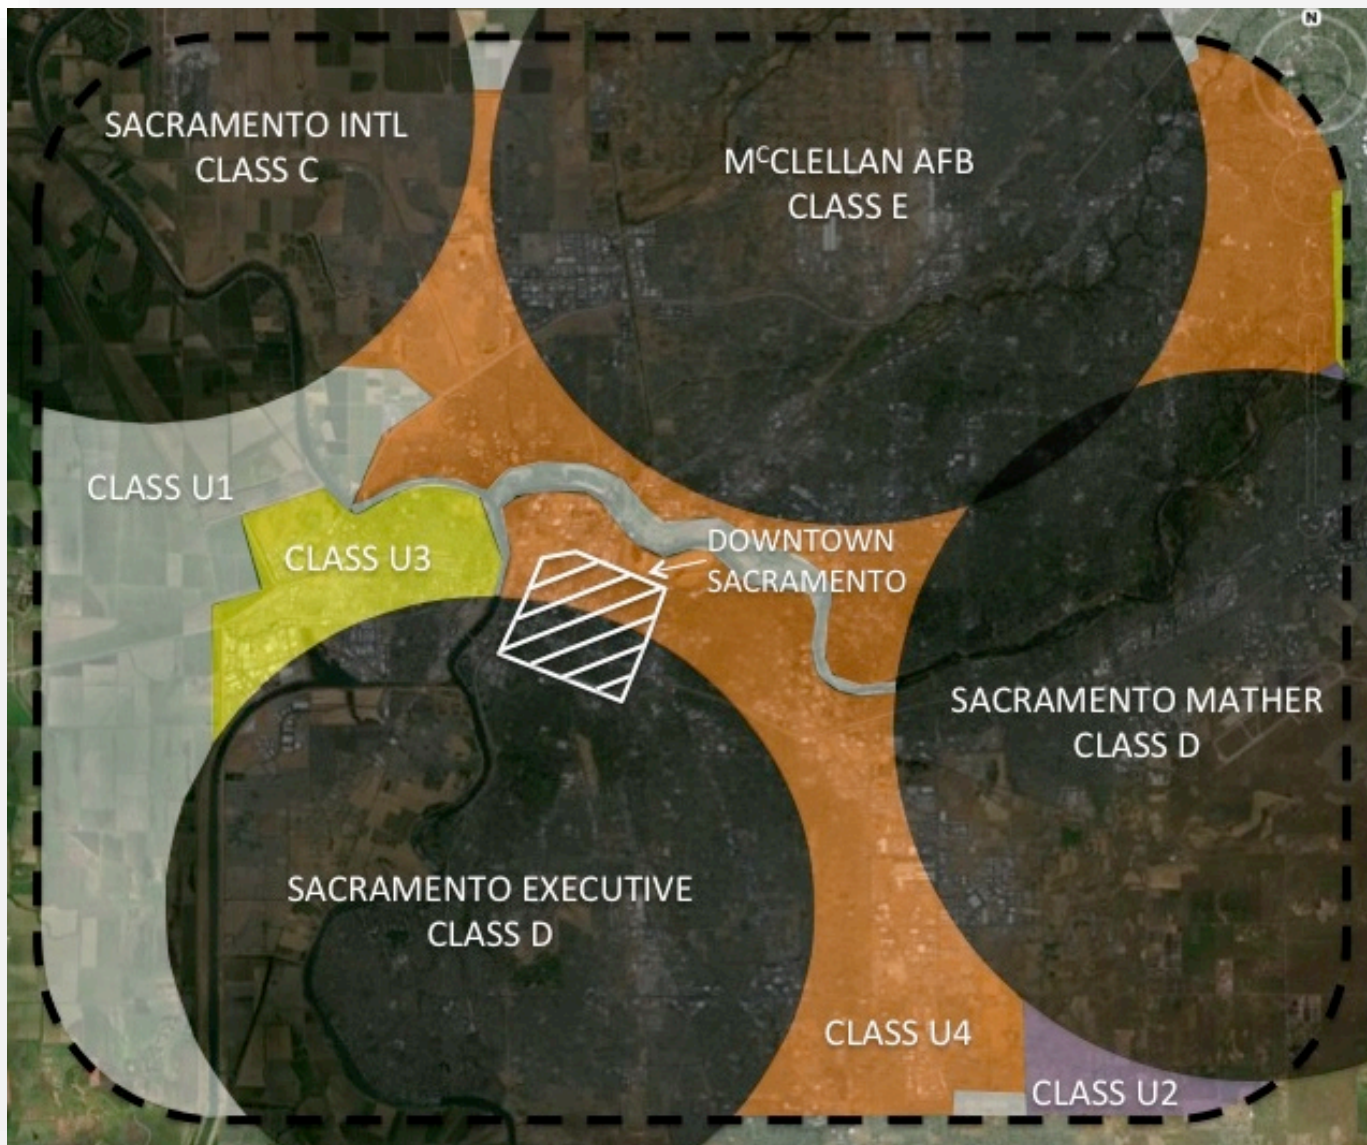 N
SACRAMENTO INTL
CLASS C
MᶜCLELLAN AFB
CLASS E
CLASS U1
CLASS U3
DOWNTOWN
SACRAMENTO
SACRAMENTO MATHER
CLASS D
SACRAMENTO EXECUTIVE
CLASS D
CLASS U4
CLASS U2